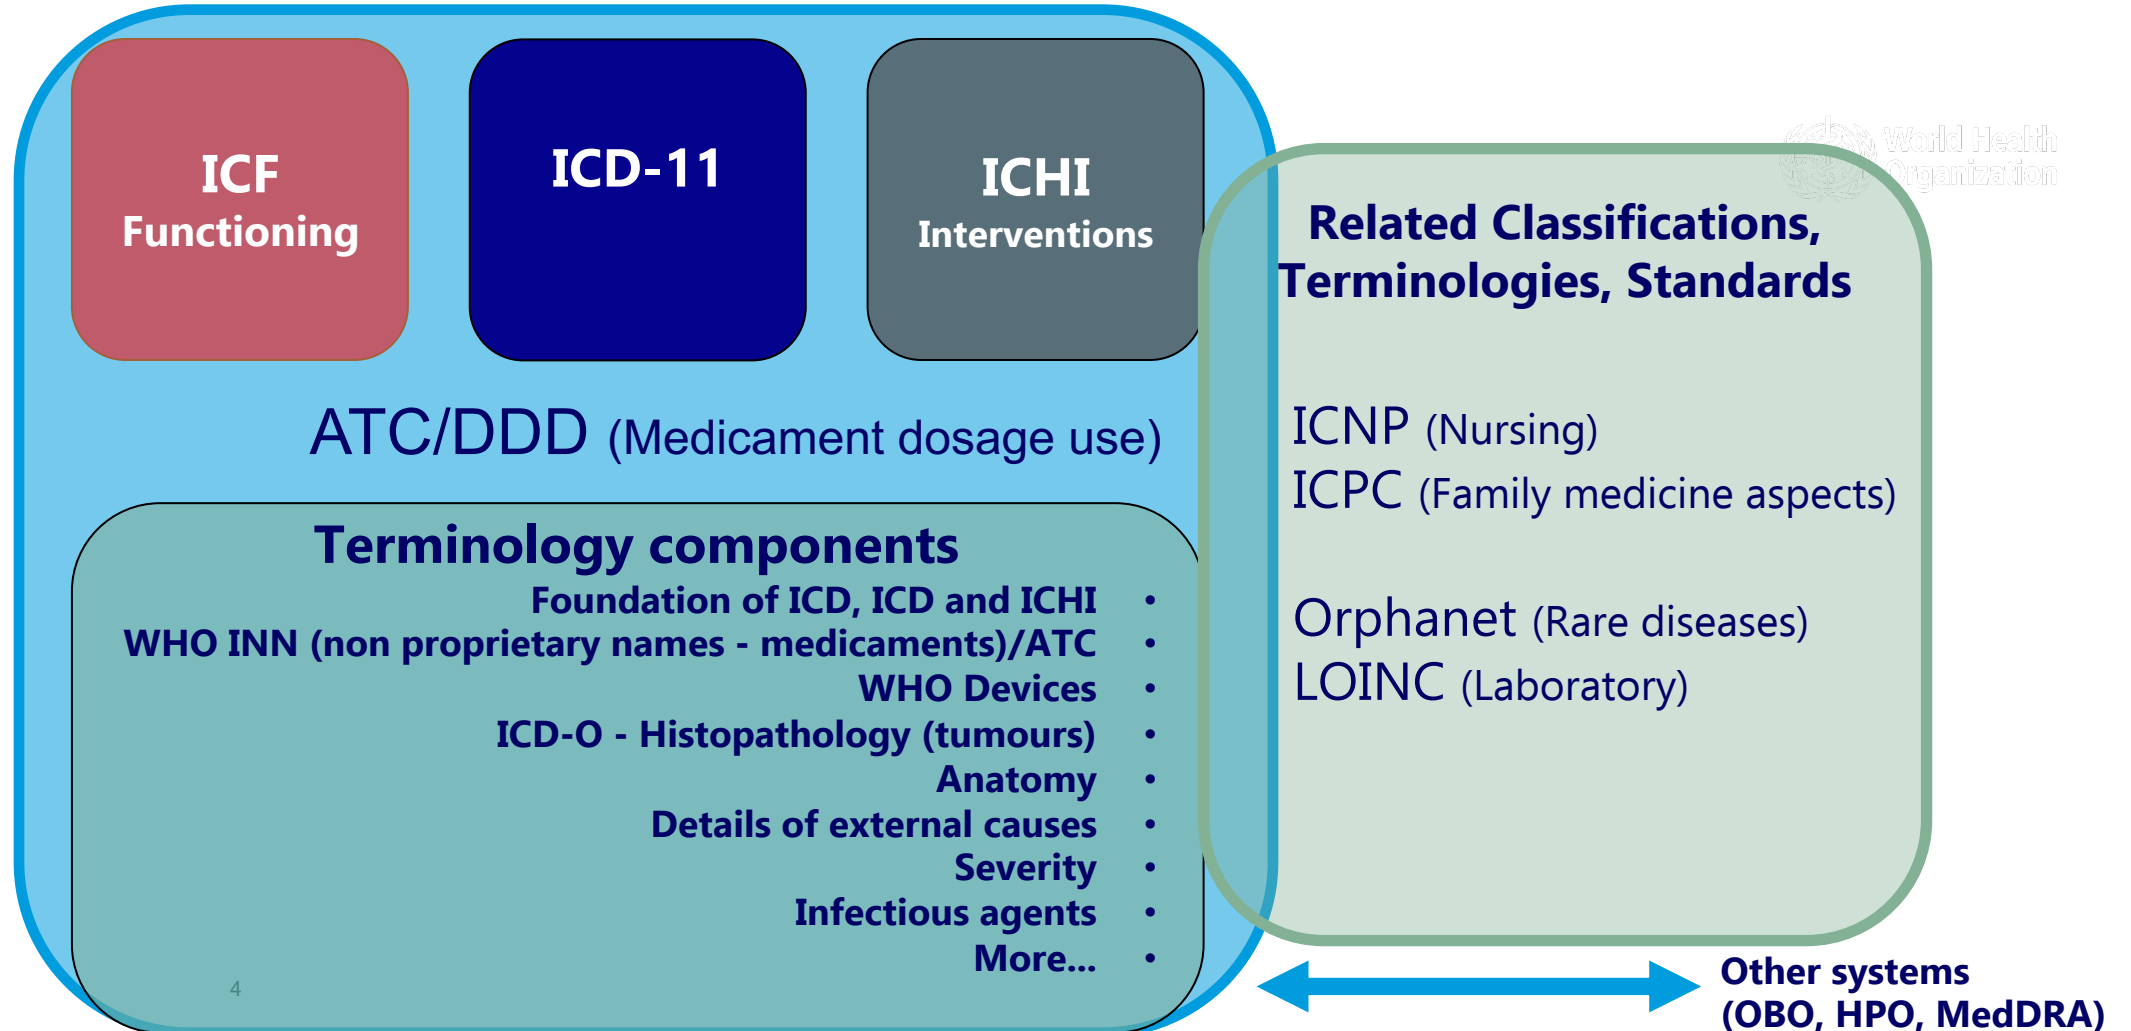 ICF
Functioning
ICD-11
ICHI
Interventions
ATC/DDD (Medicament dosage use)
Terminology components
Foundation of ICD, ICD and ICHI •
WHO INN (non proprietary names - medicaments)/ATC •
WHO Devices •
ICD-O - Histopathology (tumours) •
Anatomy •
Details of external causes •
Severity •
Infectious agents •
More... •
4
World Health
Organization
Related Classifications,
Terminologies, Standards
ICNP (Nursing)
ICPC (Family medicine aspects)
Orphanet (Rare diseases)
LOINC (Laboratory)
Other systems
(OBO, HPO, MedDRA)